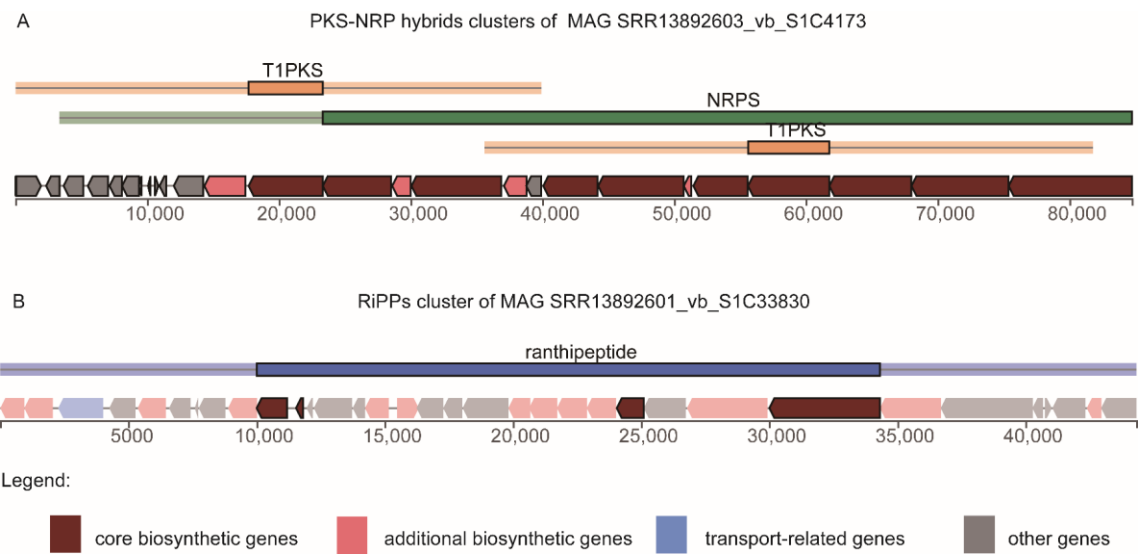 A
PKS-NRP hybrids clusters of MAG SRR13892603_vb_S1C4173
T1PKS
NRPS
T1PKS
10,000 20,000 30,000 40,000 50,000 60,000 70,000 80,000
B
RiPPs cluster of MAG SRR13892601_vb_S1C33830
ranthipeptide
5000 10,000 15,000 20,000 25,000 30,000 35,000 40,000
Legend:
core biosynthetic genes additional biosynthetic genes transport-related genes other genes